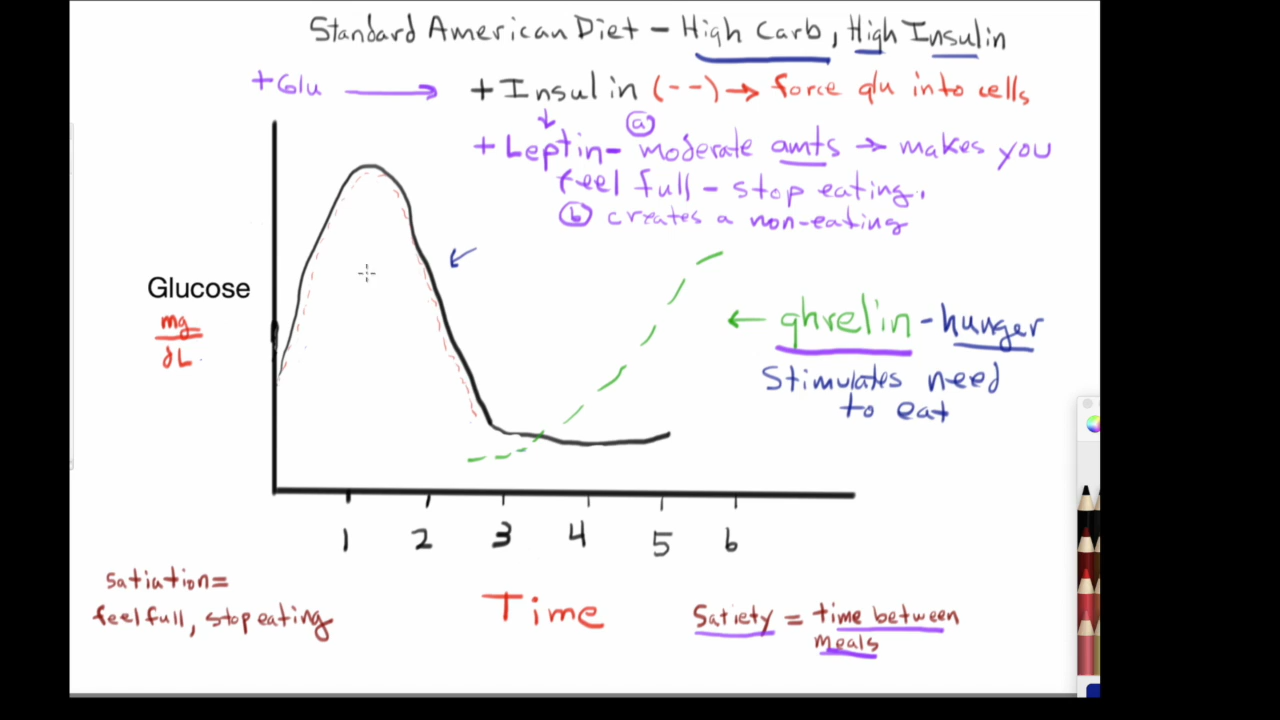 Standard American Diet - High Carb, High Insulin
+Glu → + Insulin (--) → force glu into cells
↓ (a)
+ Leptin- moderate amts → makes you
feel full - stop eating.
(b) creates a non-eating
Glucose
mg
dL
← ghrelin - hunger
Stimulates need
to eat
1 2 3 4 5 6
Time
Satiation =
feel full, stop eating
Satiety = time between
meals